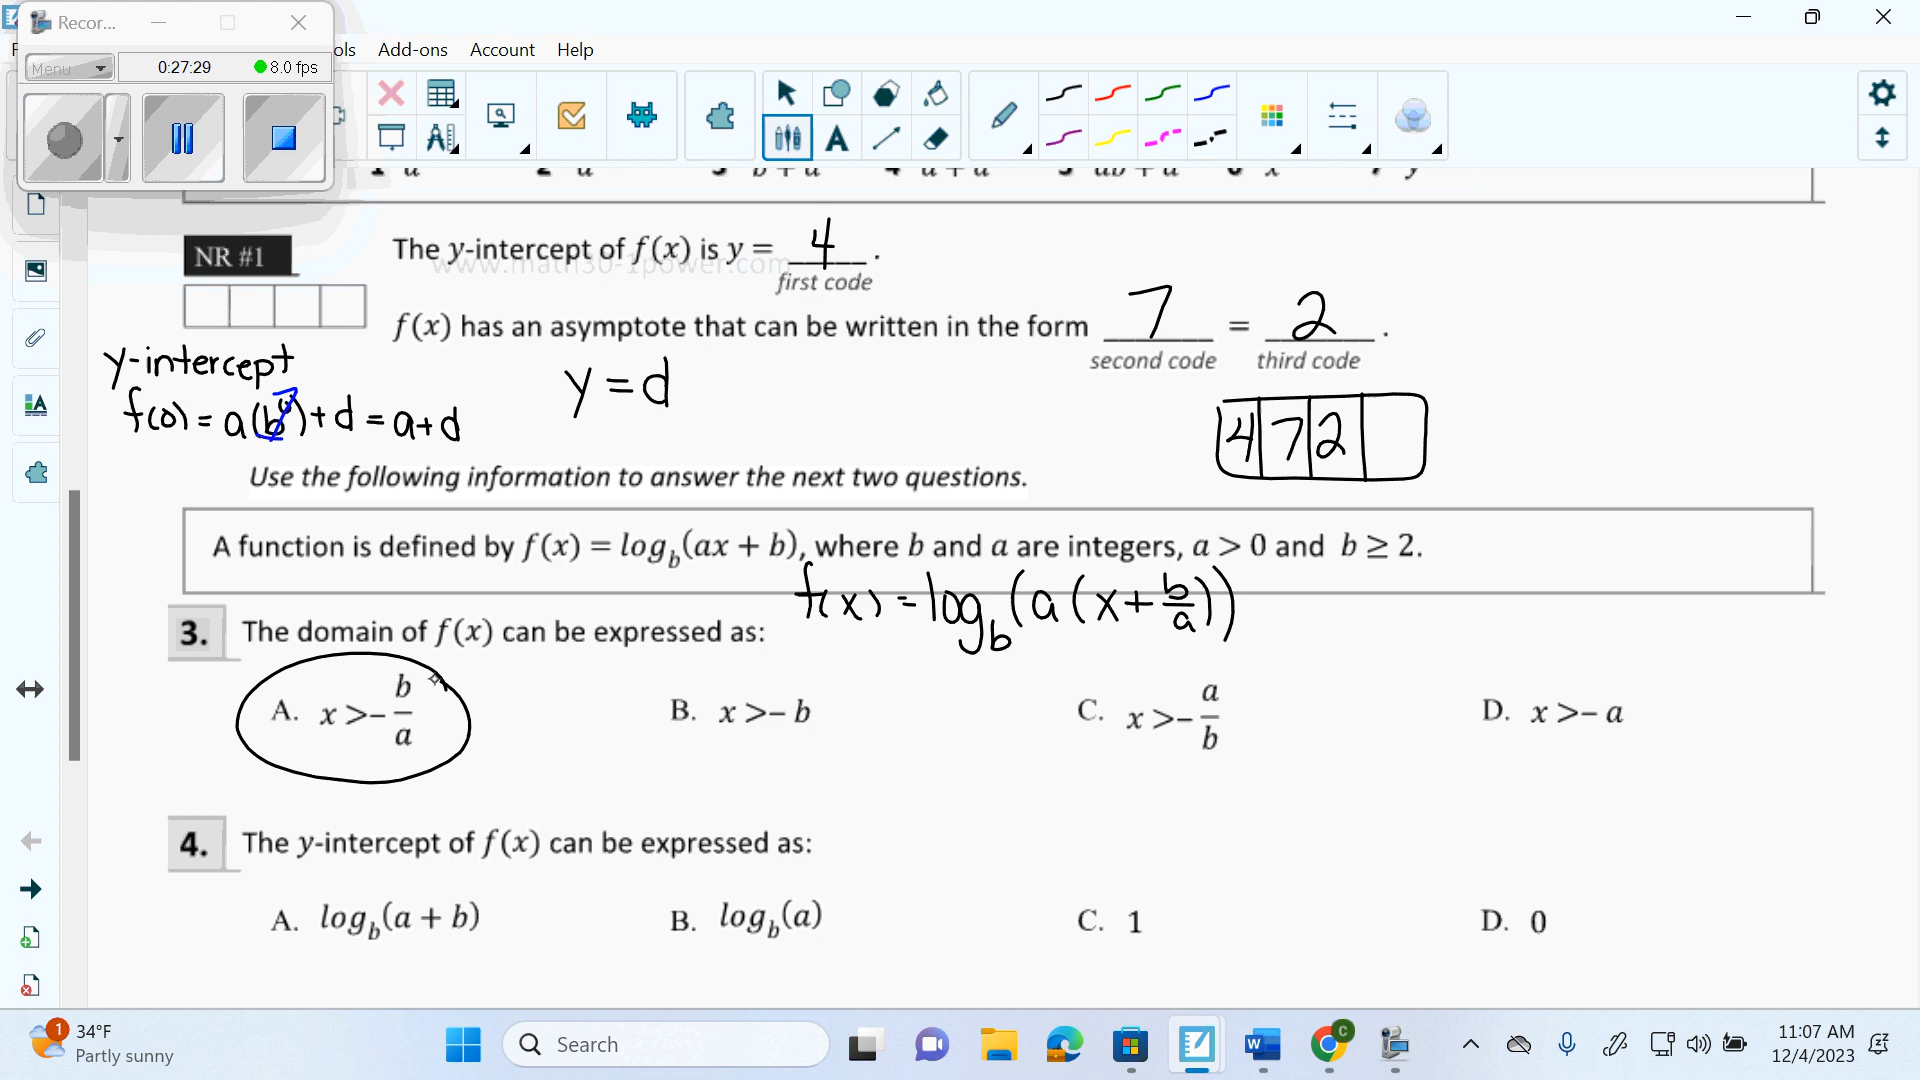 Recor...
ols Add-ons Account Help
Menu 0:27:29 8.0 fps
NR #1
The y-intercept of f(x) is y = 4 .
www.math30-1power.com
first code
f(x) has an asymptote that can be written in the form 7 = 2 .
second code third code
y-intercept
f(0) = a(b⁰)+d = a+d
y = d
4 7 2
Use the following information to answer the next two questions.
A function is defined by f(x) = log_b(ax + b), where b and a are integers, a > 0 and b ≥ 2.
f(x) = log_b(a(x+b/a))
3. The domain of f(x) can be expressed as:
A. x >− b/a B. x >− b C. x >− a/b D. x >− a
4. The y-intercept of f(x) can be expressed as:
A. log_b(a + b) B. log_b(a) C. 1 D. 0
1 34°F
Partly sunny
Search
C
11:07 AM
12/4/2023